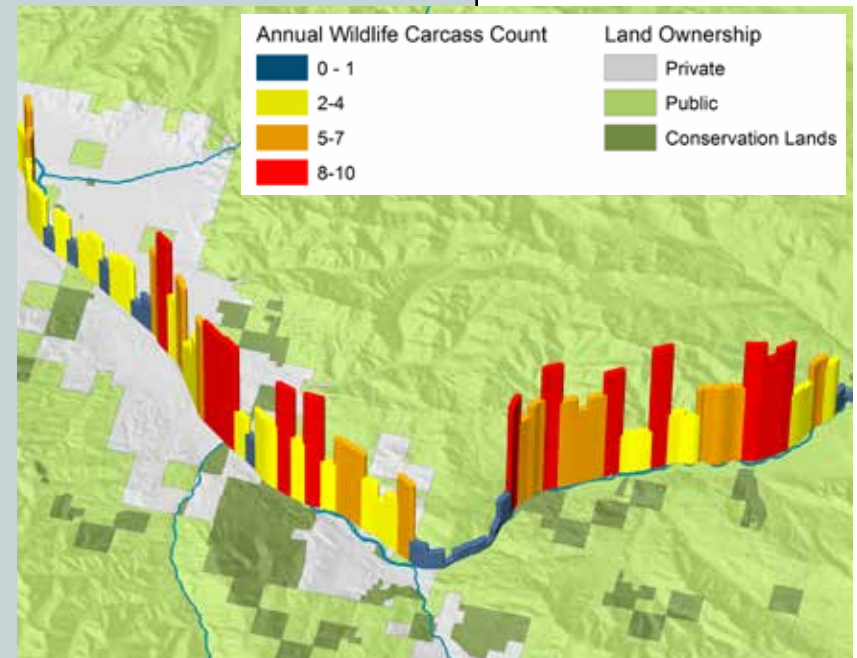 Annual Wildlife Carcass Count
0 - 1
2-4
5-7
8-10
Land Ownership
Private
Public
Conservation Lands